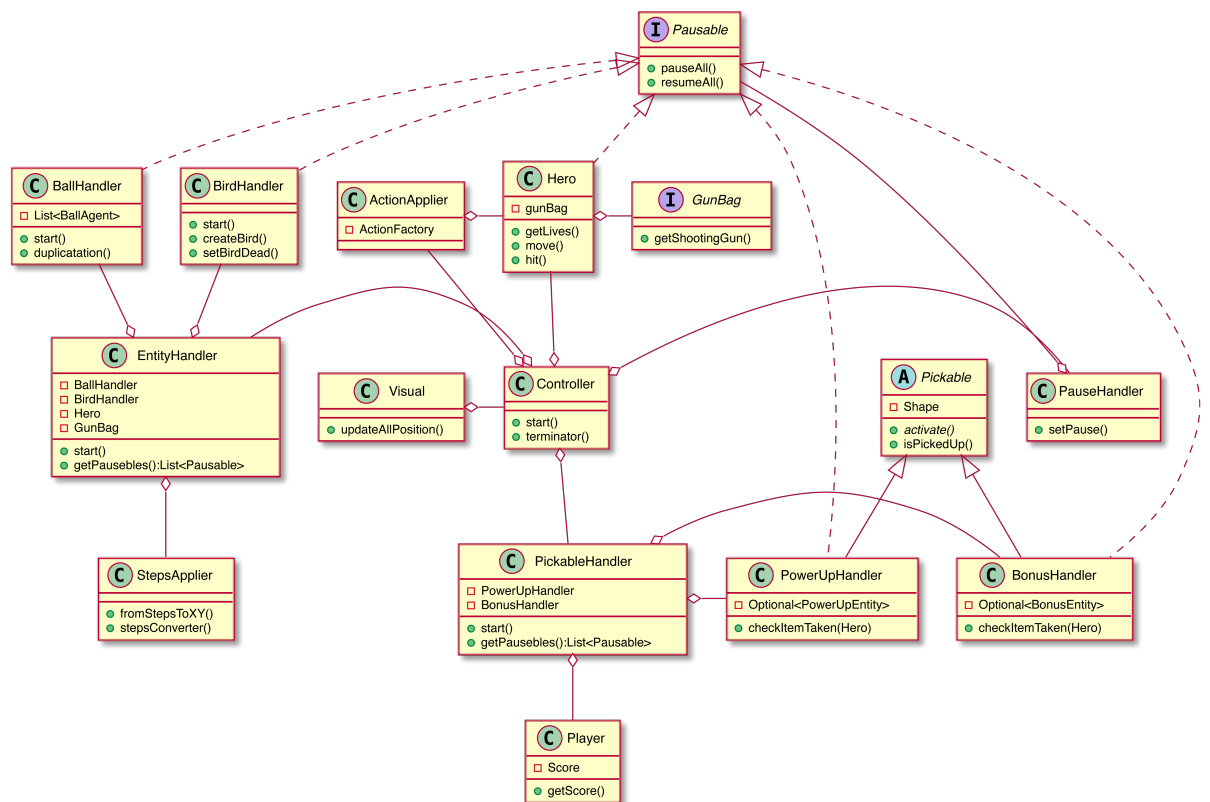 I Pausable
pauseAll()
resumeAll()
C BallHandler
List<BallAgent>
start()
duplicatation()
C BirdHandler
start()
createBird()
setBirdDead()
C ActionApplier
ActionFactory
C Hero
gunBag
getLives()
move()
hit()
I GunBag
getShootingGun()
C EntityHandler
BallHandler
BirdHandler
Hero
GunBag
start()
getPausebles():List<Pausable>
C Visual
updateAllPosition()
C Controller
start()
terminator()
A Pickable
Shape
activate()
isPickedUp()
C PauseHandler
setPause()
C StepsApplier
fromStepsToXY()
stepsConverter()
C PickableHandler
PowerUpHandler
BonusHandler
start()
getPausebles():List<Pausable>
C PowerUpHandler
Optional<PowerUpEntity>
checkItemTaken(Hero)
C BonusHandler
Optional<BonusEntity>
checkItemTaken(Hero)
C Player
Score
getScore()